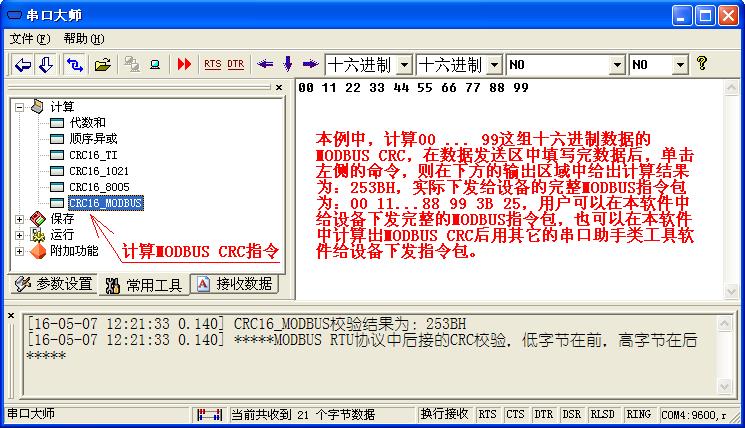 串口大师
文件(F) 帮助(H)
RTS DTR 十六进制 十六进制 NO NO ?
计算
代数和
顺序异或
CRC16_TI
CRC16_1021
CRC16_8005
CRC16_MODBUS
保存
运行
附加功能
计算MODBUS CRC指令
参数设置 常用工具 接收数据
00 11 22 33 44 55 66 77 88 99
本例中，计算00 ... 99这组十六进制数据的
MODBUS CRC，在数据发送区中填写完数据后，单击
左侧的命令，则在下方的输出区域中给出计算结果
为：253BH，实际下发给设备的完整MODBUS指令包
为：00 11...88 99 3B 25，用户可以在本软件中
给设备下发完整的MODBUS指令包，也可以在本软件
中计算出MODBUS CRC后用其它的串口助手类工具软
件给设备下发指令包。
[16-05-07 12:21:33 0.140] CRC16_MODBUS校验结果为：253BH
[16-05-07 12:21:33 0.140] *****MODBUS RTU协议中后接的CRC校验，低字节在前，高字节在后
*****
串口大师 当前共收到 21 个字节数据 换行接收 RTS CTS DTR DSR RLSD RING COM4:9600,r